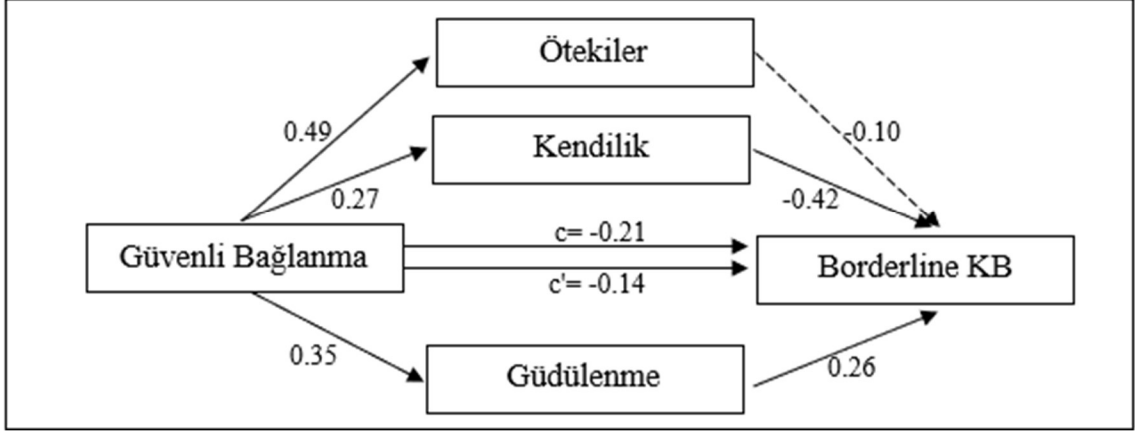 Ötekiler
0.49
-0.10
Kendilik
0.27
-0.42
Güvenli Bağlanma
c= -0.21
c'= -0.14
Borderline KB
0.35
Güdülenme
0.26